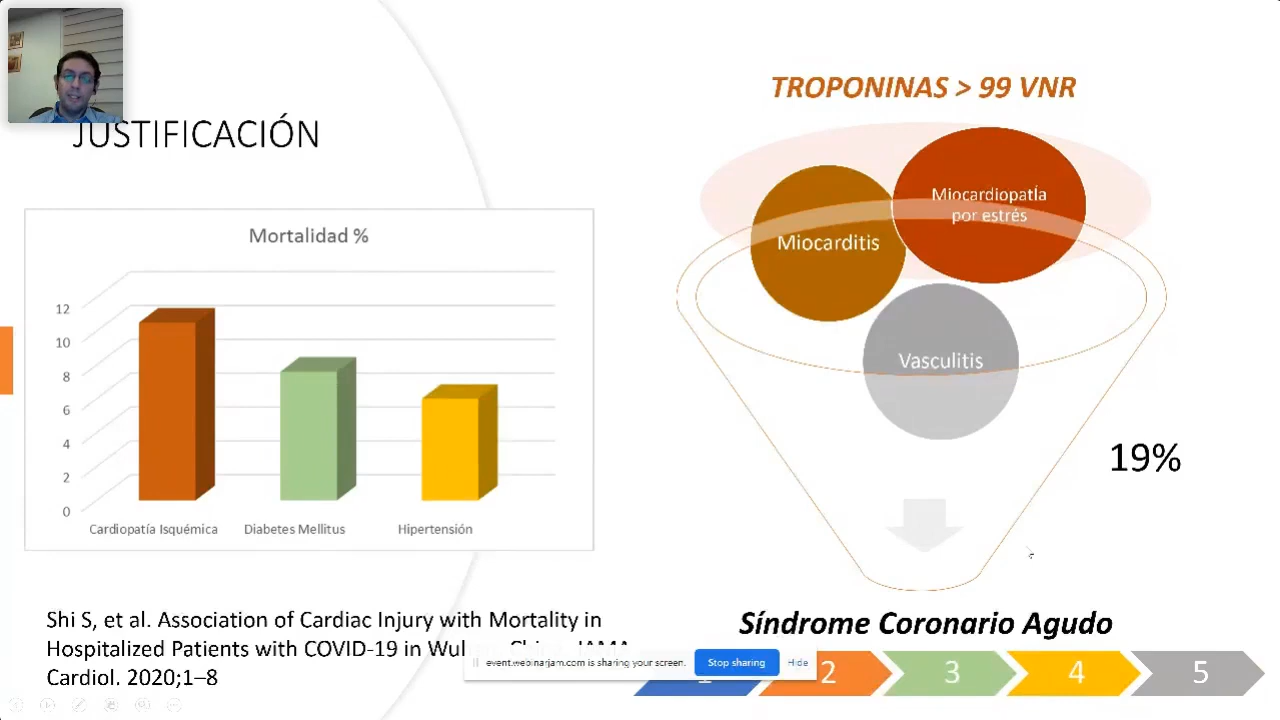 JUSTIFICACIÓN
Mortalidad %
12
10
8
6
4
2
0
Cardiopatía Isquémica
Diabetes Mellitus
Hipertensión
Shi S, et al. Association of Cardiac Injury with Mortality in
Hospitalized Patients with COVID-19 in
Cardiol. 2020;1–8
TROPONINAS > 99 VNR
Miocardiopatía
por estrés
Miocarditis
Vasculitis
19%
Síndrome Coronario Agudo
event.webinarjam.com is sharing your screen.
Stop sharing
Hide
1
2
3
4
5